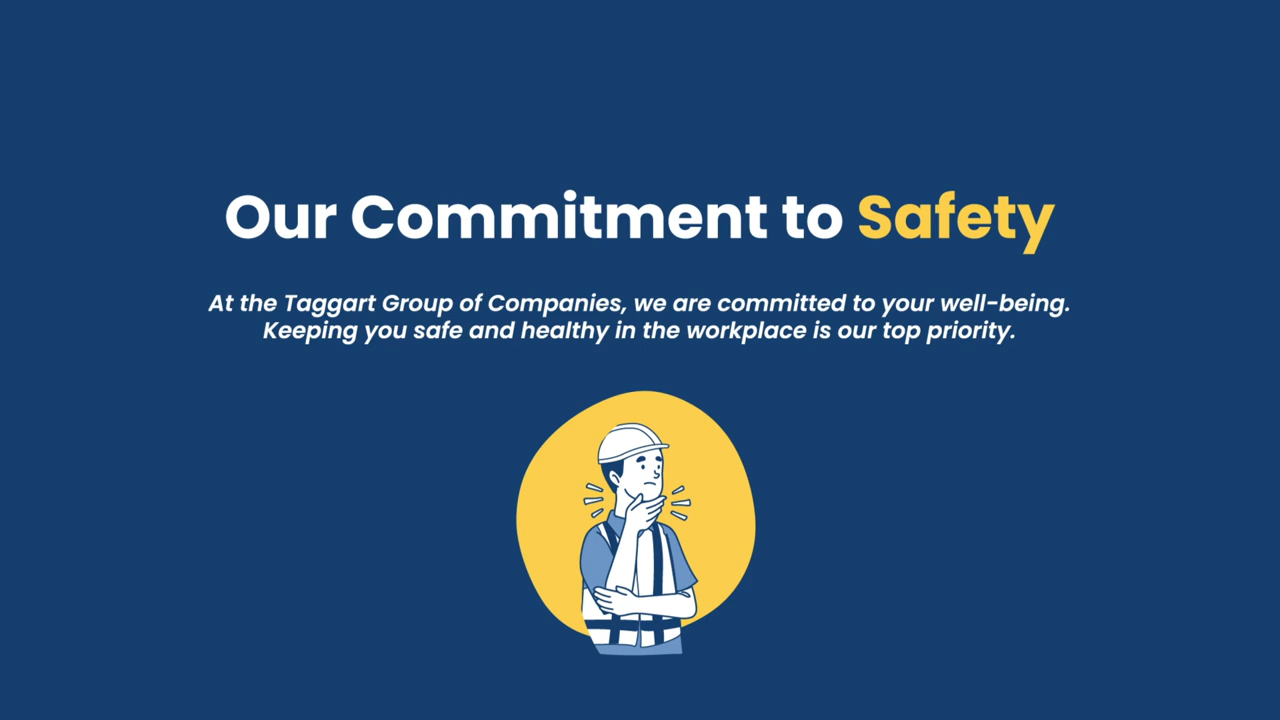 Our Commitment to Safety
At the Taggart Group of Companies, we are committed to your well-being.
Keeping you safe and healthy in the workplace is our top priority.